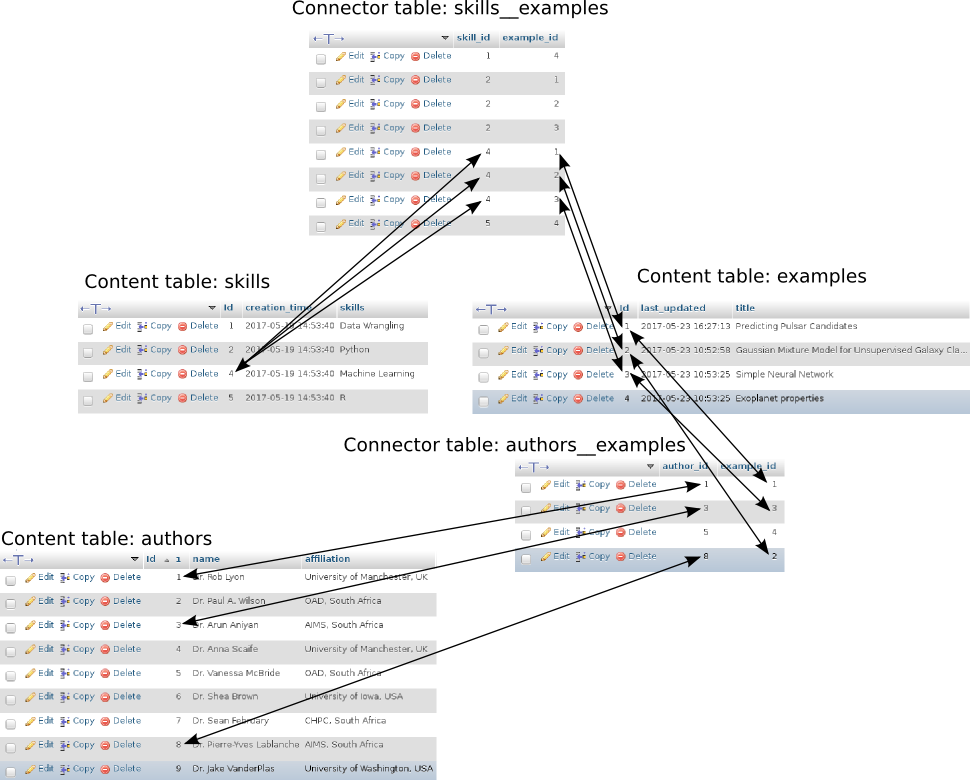 Connector table: skills__examples
←T→ skill_id example_id
Edit Copy Delete 1 4
Edit Copy Delete 2 1
Edit Copy Delete 2 2
Edit Copy Delete 2 3
Edit Copy Delete 4 1
Edit Copy Delete 4 2
Edit Copy Delete 4 3
Edit Copy Delete 5 4
Content table: skills
←T→ Id creation_time skills
Edit Copy Delete 1 2017-05-19 14:53:40 Data Wrangling
Edit Copy Delete 2 2017-05-19 14:53:40 Python
Edit Copy Delete 4 2017-05-19 14:53:40 Machine Learning
Edit Copy Delete 5 2017-05-19 14:53:40 R
Content table: examples
←T→ id last_updated title
Edit Copy Delete 1 2017-05-23 16:27:13 Predicting Pulsar Candidates
Edit Copy Delete 2 2017-05-23 10:52:58 Gaussian Mixture Model for Unsupervised Galaxy Cla...
Edit Copy Delete 3 2017-05-23 10:53:25 Simple Neural Network
Edit Copy Delete 4 2017-05-23 10:53:25 Exoplanet properties
Connector table: authors__examples
←T→ author_id example_id
Edit Copy Delete 1 1
Edit Copy Delete 3 3
Edit Copy Delete 5 4
Edit Copy Delete 8 2
Content table: authors
←T→ Id 1 name affiliation
Edit Copy Delete 1 Dr. Rob Lyon University of Manchester, UK
Edit Copy Delete 2 Dr. Paul A. Wilson OAD, South Africa
Edit Copy Delete 3 Dr. Arun Aniyan AIMS, South Africa
Edit Copy Delete 4 Dr. Anna Scaife University of Manchester, UK
Edit Copy Delete 5 Dr. Vanessa McBride OAD, South Africa
Edit Copy Delete 6 Dr. Shea Brown University of Iowa, USA
Edit Copy Delete 7 Dr. Sean February CHPC, South Africa
Edit Copy Delete 8 Dr. Pierre-Yves Lablanche AIMS, South Africa
Edit Copy Delete 9 Dr. Jake VanderPlas University of Washington, USA